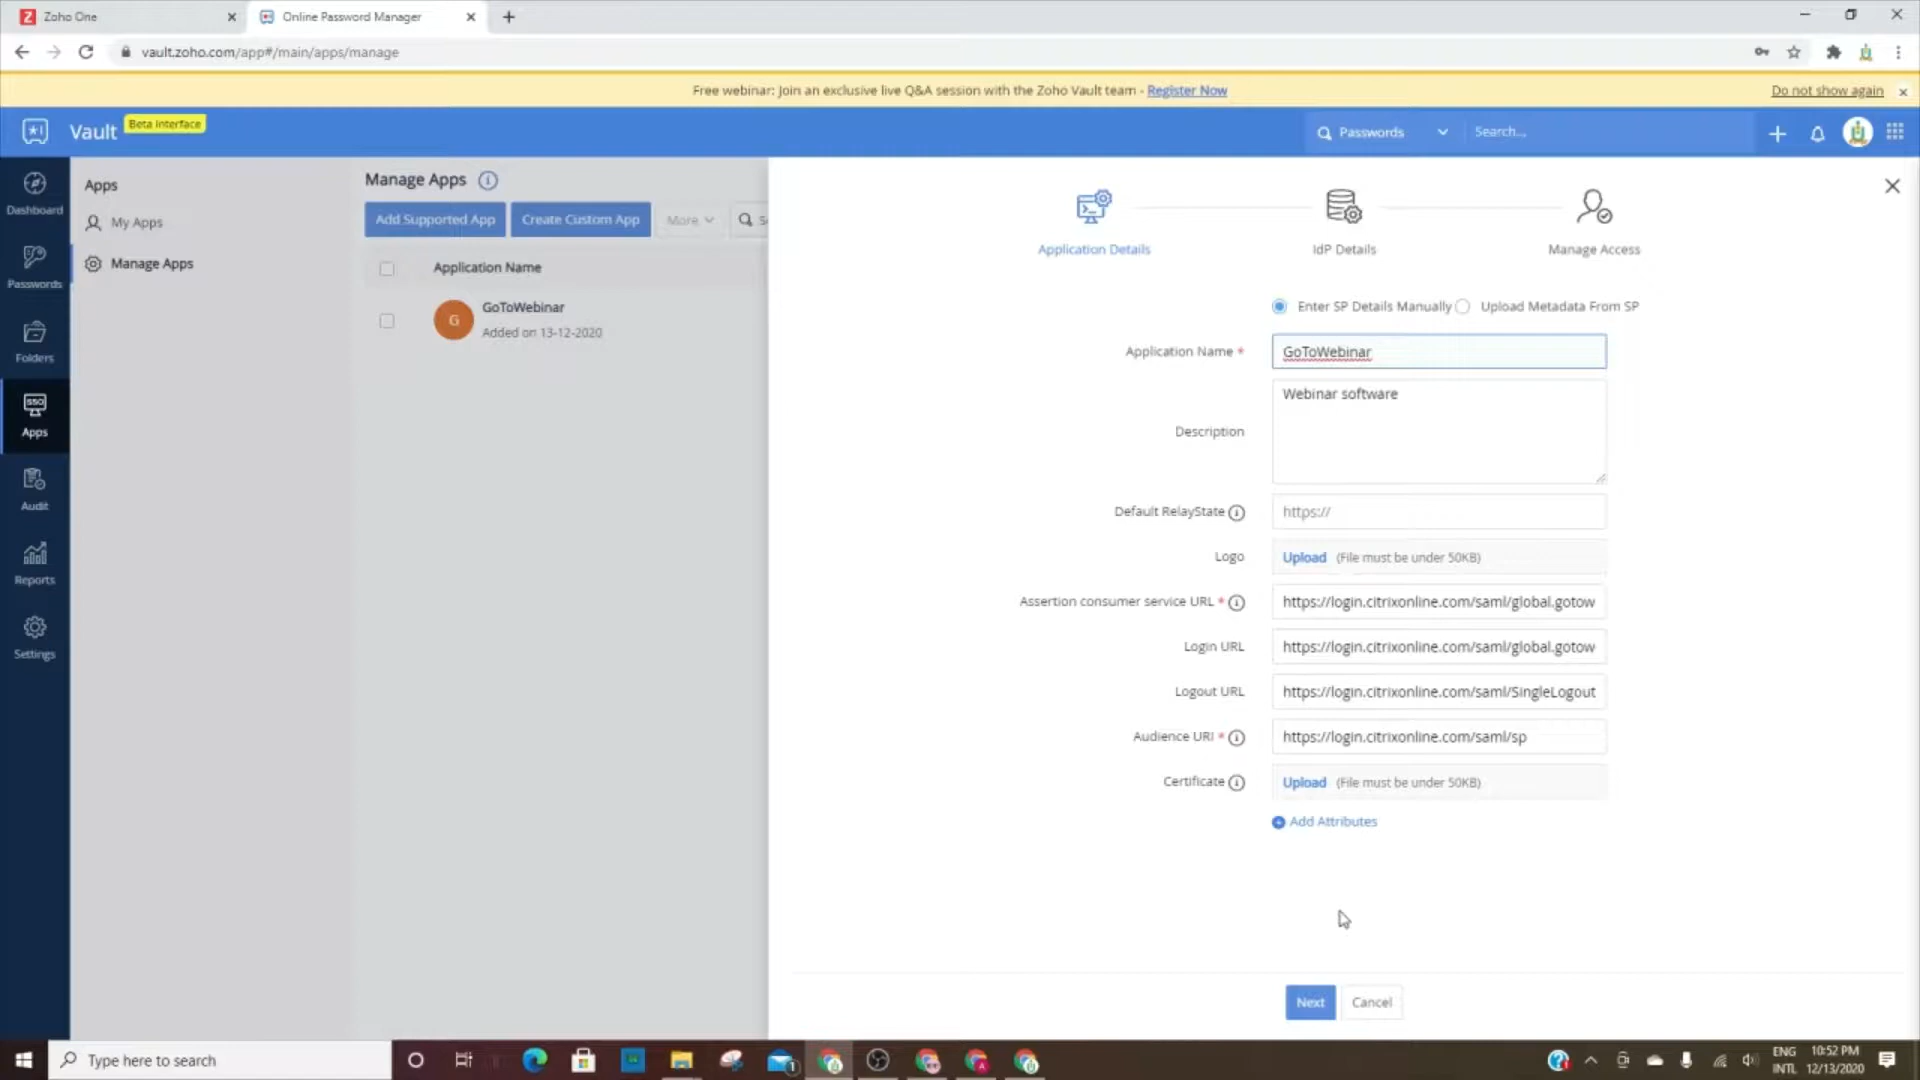 Zoho One
Online Password Manager
vault.zoho.com/app#/main/apps/manage
Free webinar: Join an exclusive live Q&A session with the Zoho Vault team - Register Now
Do not show again
Vault
Beta Interface
Passwords
Search...
Dashboard
Passwords
Folders
SSO
Apps
Audit
Reports
Settings
Apps
My Apps
Manage Apps
Manage Apps
Add Supported App
Create Custom App
More
S
Application Name
G
GoToWebinar
Added on 13-12-2020
Application Details
IdP Details
Manage Access
Enter SP Details Manually
Upload Metadata From SP
Application Name *
GoToWebinar
Description
Webinar software
Default RelayState
https://
Logo
Upload (File must be under 50KB)
Assertion consumer service URL *
https://login.citrixonline.com/saml/global.gotow
Login URL
https://login.citrixonline.com/saml/global.gotow
Logout URL
https://login.citrixonline.com/saml/SingleLogout
Audience URI *
https://login.citrixonline.com/saml/sp
Certificate
Upload (File must be under 50KB)
Add Attributes
Next
Cancel
Type here to search
1
ENG
INTL
10:52 PM
12/13/2020